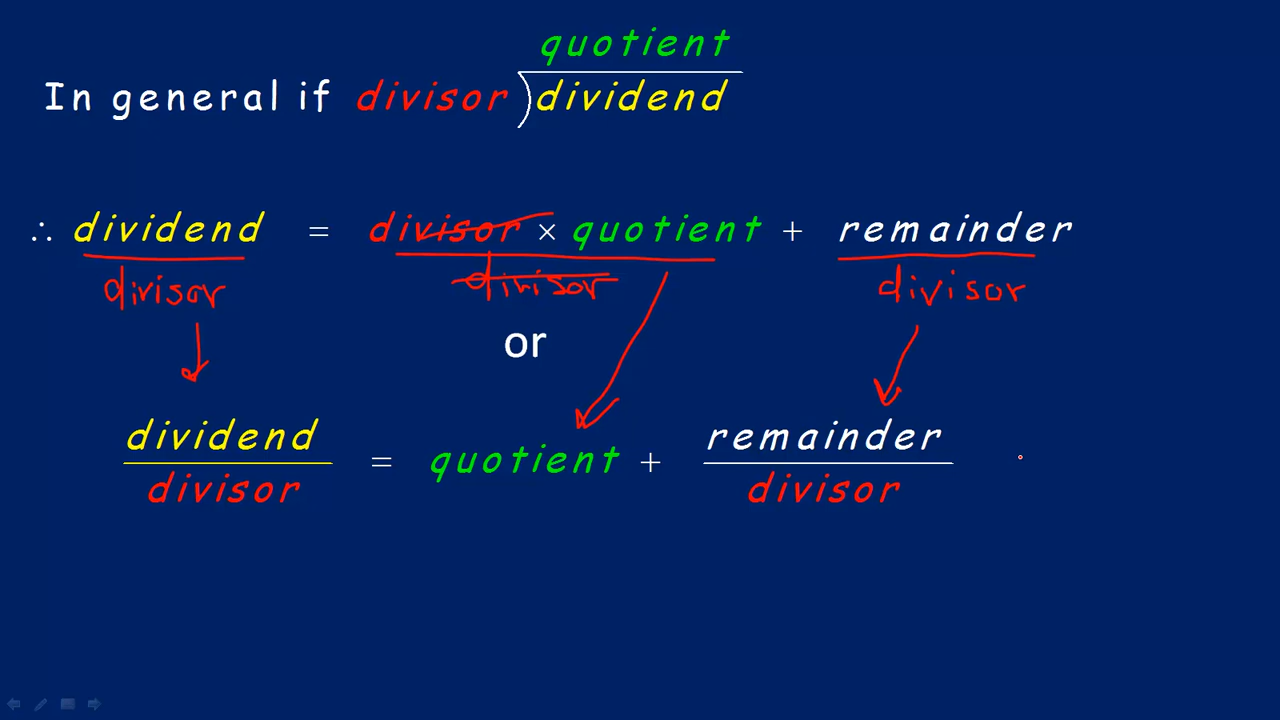 quotient
In general if divisor dividend
∴ dividend = divisor × quotient + remainder
divisor divisor divisor
or
dividend remainder
= quotient +
divisor divisor